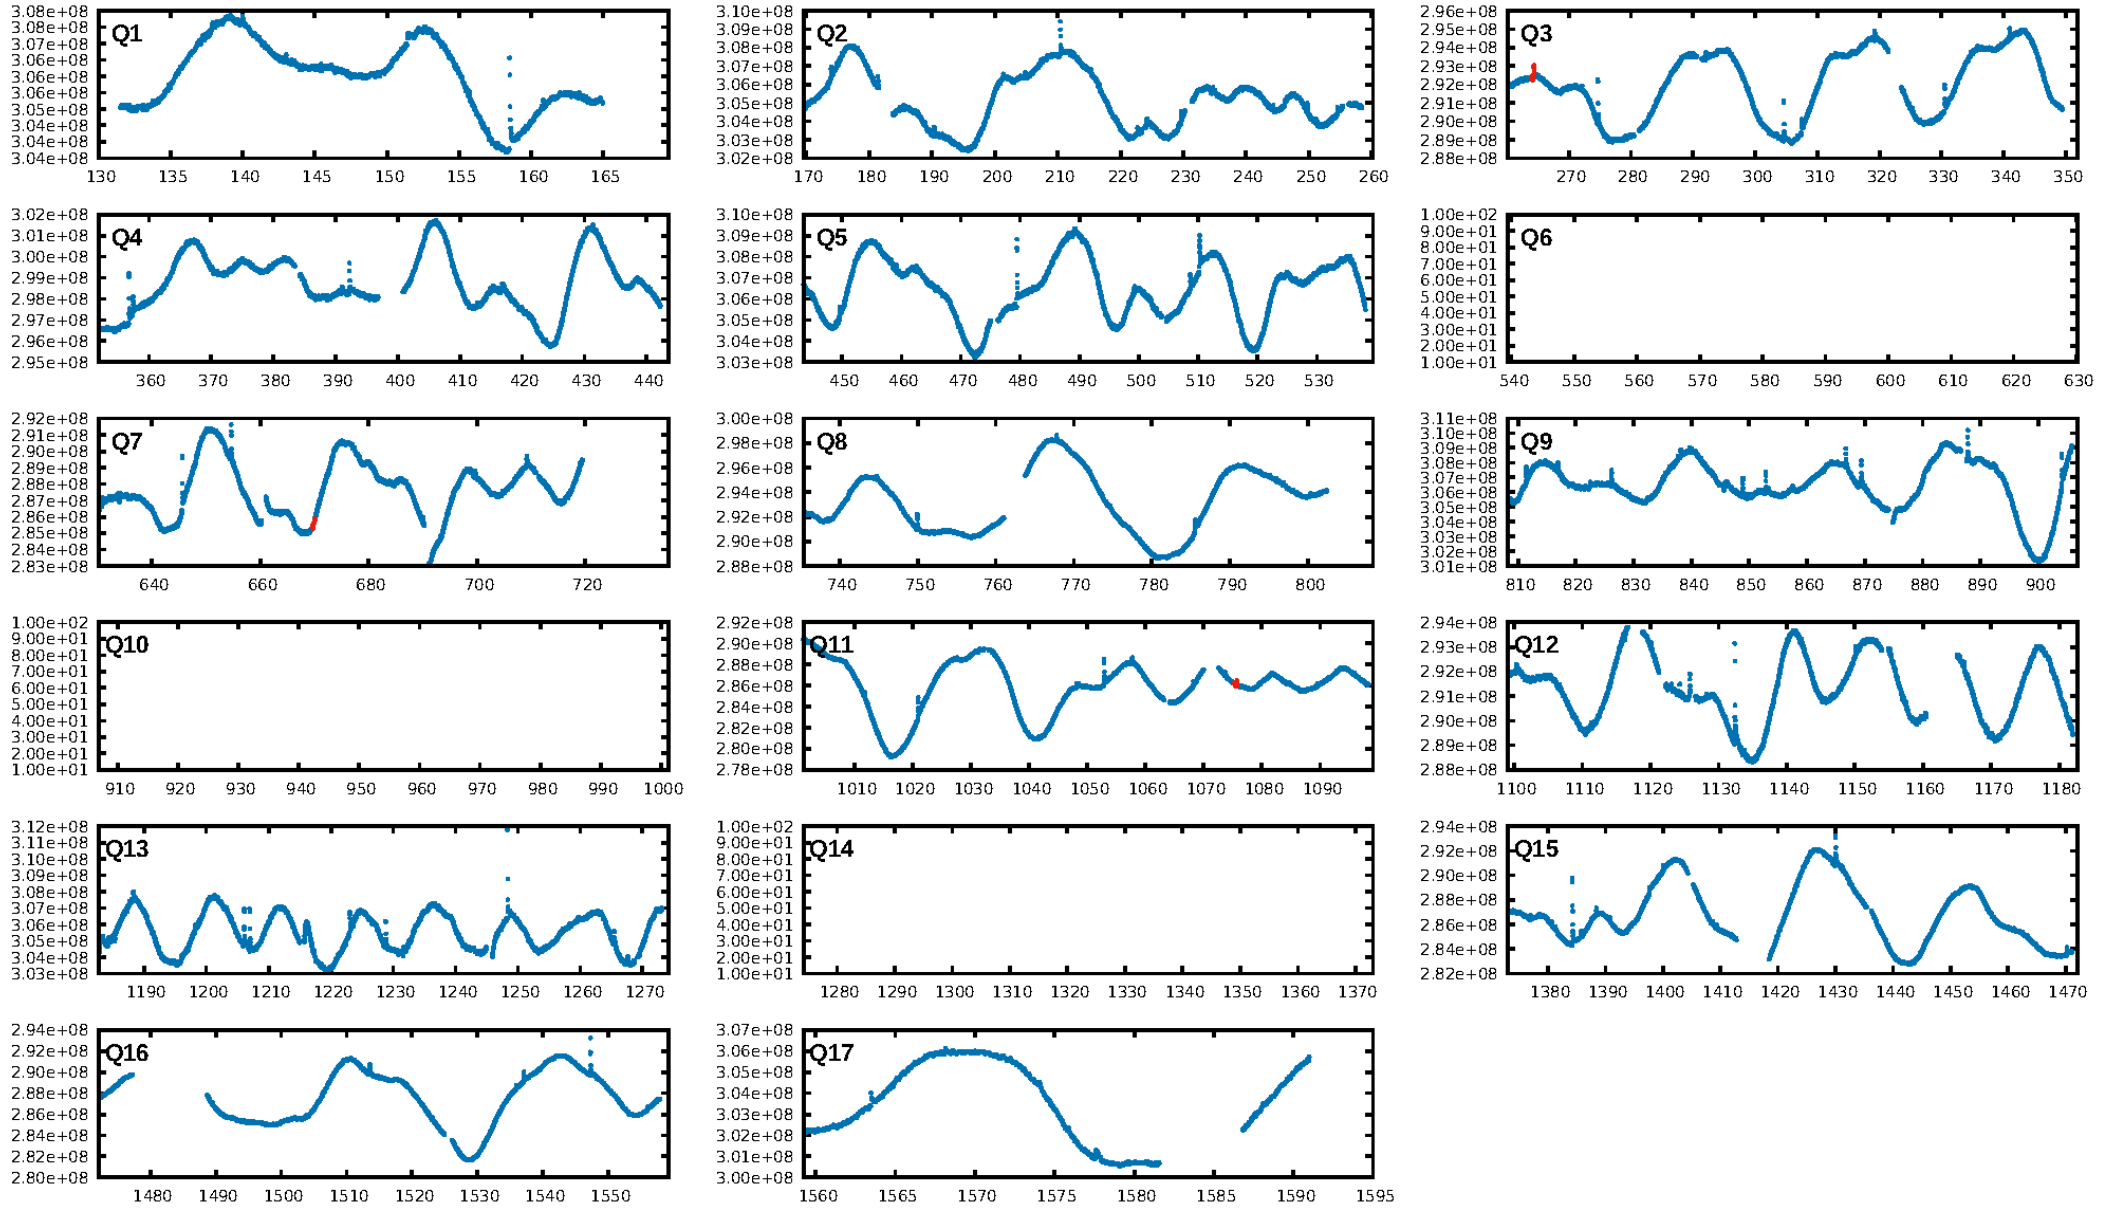 Q1
3.08e+08
3.07e+08
3.06e+08
3.06e+08
3.05e+08
3.04e+08
3.04e+08
130 135 140 145 150 155 160 165
Q2
3.10e+08
3.09e+08
3.08e+08
3.07e+08
3.06e+08
3.05e+08
3.04e+08
3.03e+08
3.02e+08
170 180 190 200 210 220 230 240 250 260
Q3
2.96e+08
2.95e+08
2.94e+08
2.93e+08
2.92e+08
2.91e+08
2.90e+08
2.89e+08
2.88e+08
270 280 290 300 310 320 330 340 350
Q4
3.02e+08
3.01e+08
3.00e+08
2.99e+08
2.98e+08
2.97e+08
2.96e+08
2.95e+08
360 370 380 390 400 410 420 430 440
Q5
3.10e+08
3.09e+08
3.07e+08
3.06e+08
3.05e+08
3.04e+08
3.03e+08
450 460 470 480 490 500 510 520 530
Q6
1.00e+02
9.00e+01
8.00e+01
7.00e+01
6.00e+01
5.00e+01
4.00e+01
3.00e+01
2.00e+01
1.00e+01
540 550 560 570 580 590 600 610 620 630
Q7
2.92e+08
2.91e+08
2.90e+08
2.89e+08
2.88e+08
2.87e+08
2.86e+08
2.85e+08
2.84e+08
2.83e+08
640 660 680 700 720
Q8
3.00e+08
2.98e+08
2.96e+08
2.94e+08
2.92e+08
2.90e+08
2.88e+08
740 750 760 770 780 790 800
Q9
3.11e+08
3.10e+08
3.09e+08
3.08e+08
3.07e+08
3.06e+08
3.05e+08
3.04e+08
3.03e+08
3.02e+08
3.01e+08
810 820 830 840 850 860 870 880 890 900
Q10
1.00e+02
9.00e+01
8.00e+01
7.00e+01
6.00e+01
5.00e+01
4.00e+01
3.00e+01
2.00e+01
1.00e+01
910 920 930 940 950 960 970 980 990 1000
Q11
2.92e+08
2.90e+08
2.88e+08
2.86e+08
2.84e+08
2.82e+08
2.80e+08
2.78e+08
1010 1020 1030 1040 1050 1060 1070 1080 1090
Q12
2.94e+08
2.93e+08
2.92e+08
2.91e+08
2.90e+08
2.89e+08
2.88e+08
1100 1110 1120 1130 1140 1150 1160 1170 1180
Q13
3.12e+08
3.11e+08
3.10e+08
3.08e+08
3.07e+08
3.06e+08
3.05e+08
3.04e+08
3.03e+08
1190 1200 1210 1220 1230 1240 1250 1260 1270
Q14
1.00e+02
9.00e+01
8.00e+01
7.00e+01
6.00e+01
5.00e+01
4.00e+01
3.00e+01
2.00e+01
1.00e+01
1280 1290 1300 1310 1320 1330 1340 1350 1360 1370
Q15
2.94e+08
2.92e+08
2.90e+08
2.88e+08
2.86e+08
2.84e+08
2.82e+08
1380 1390 1400 1410 1420 1430 1440 1450 1460 1470
Q16
2.94e+08
2.92e+08
2.90e+08
2.88e+08
2.86e+08
2.84e+08
2.82e+08
2.80e+08
1480 1490 1500 1510 1520 1530 1540 1550
Q17
3.07e+08
3.06e+08
3.05e+08
3.04e+08
3.03e+08
3.02e+08
3.01e+08
3.00e+08
1560 1565 1570 1575 1580 1585 1590 1595